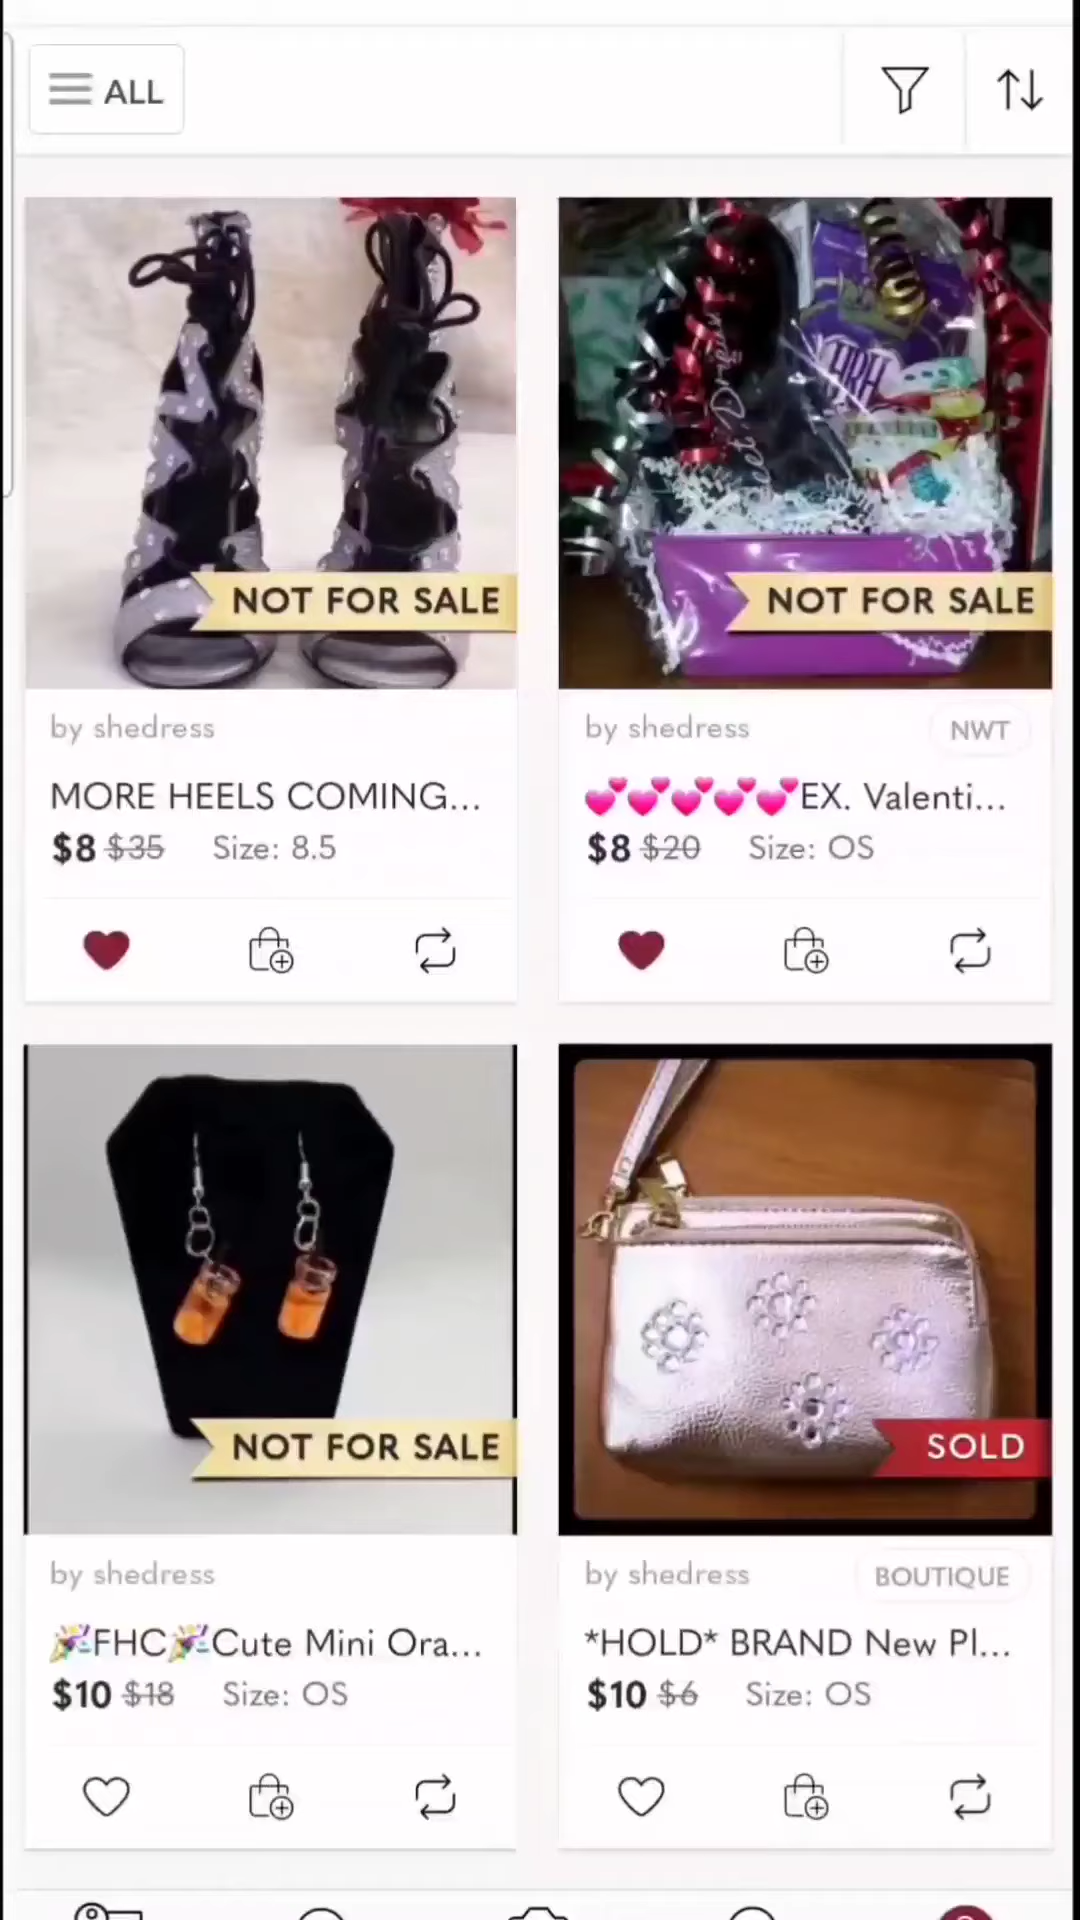 ALL
NOT FOR SALE
NOT FOR SALE
by shedress
by shedress
NWT
MORE HEELS COMING...
💕💕💕💕💕EX. Valenti...
$8 $35 Size: 8.5
$8 $20 Size: OS
NOT FOR SALE
SOLD
by shedress
by shedress
BOUTIQUE
🎉FHC🎉Cute Mini Ora...
*HOLD* BRAND New Pl...
$10 $18 Size: OS
$10 $6 Size: OS